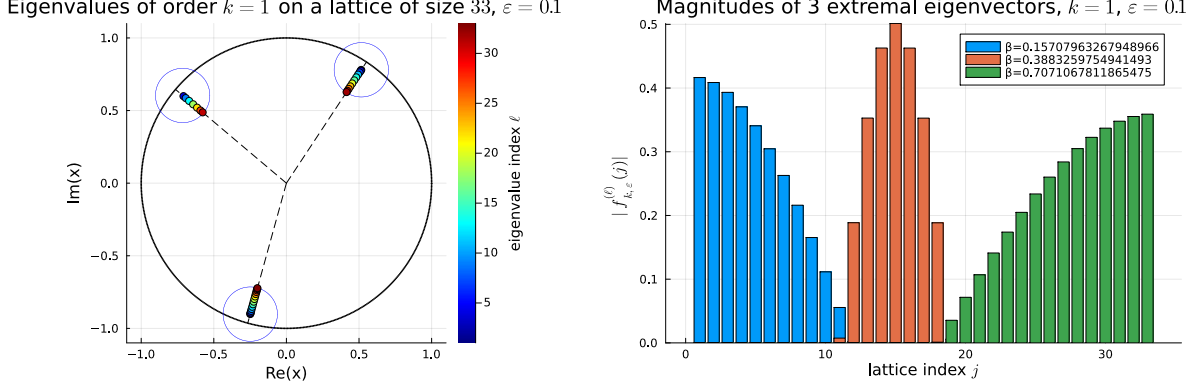 Eigenvalues of order k = 1 on a lattice of size 33, ε = 0.1
1.0
0.5
0.0
−0.5
−1.0
Im(x)
−1.0 −0.5 0.0 0.5 1.0
Re(x)
30
25
20
15
10
5
eigenvalue index ℓ
Magnitudes of 3 extremal eigenvectors, k = 1, ε = 0.1
0.5
0.4
0.3
0.2
0.1
0.0
| f^{(ℓ)}_{k, ε} (j)|
β=0.15707963267948966
β=0.3883259754941493
β=0.7071067811865475
0 10 20 30
lattice index j